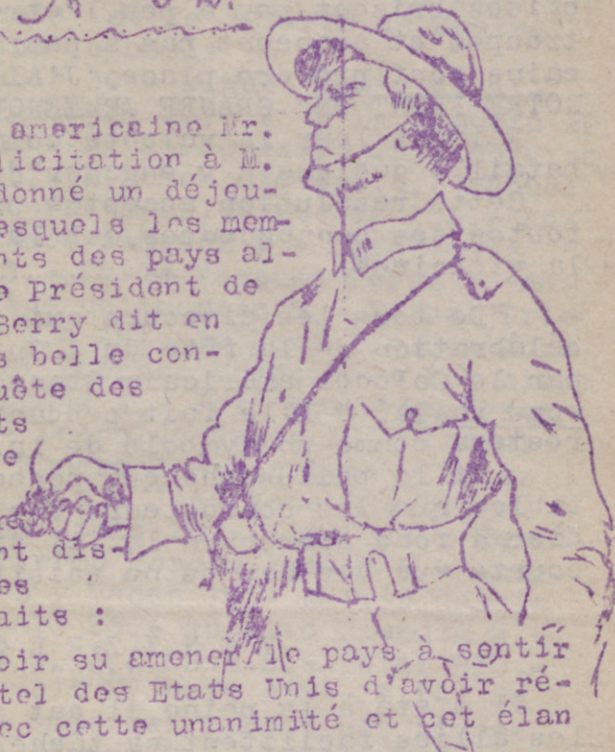 americaine Mr.
licitation à M.
donné un déjeu-
esquels les mem-
nts des pays al-
e Président de
Berry dit en
s belle con-
uête des
ts
e
re
nt dis-
es
uits :
oir su amener le pays à sentir
tel des Etats Unis d'avoir ré-
ec cette unanimité et cet élan